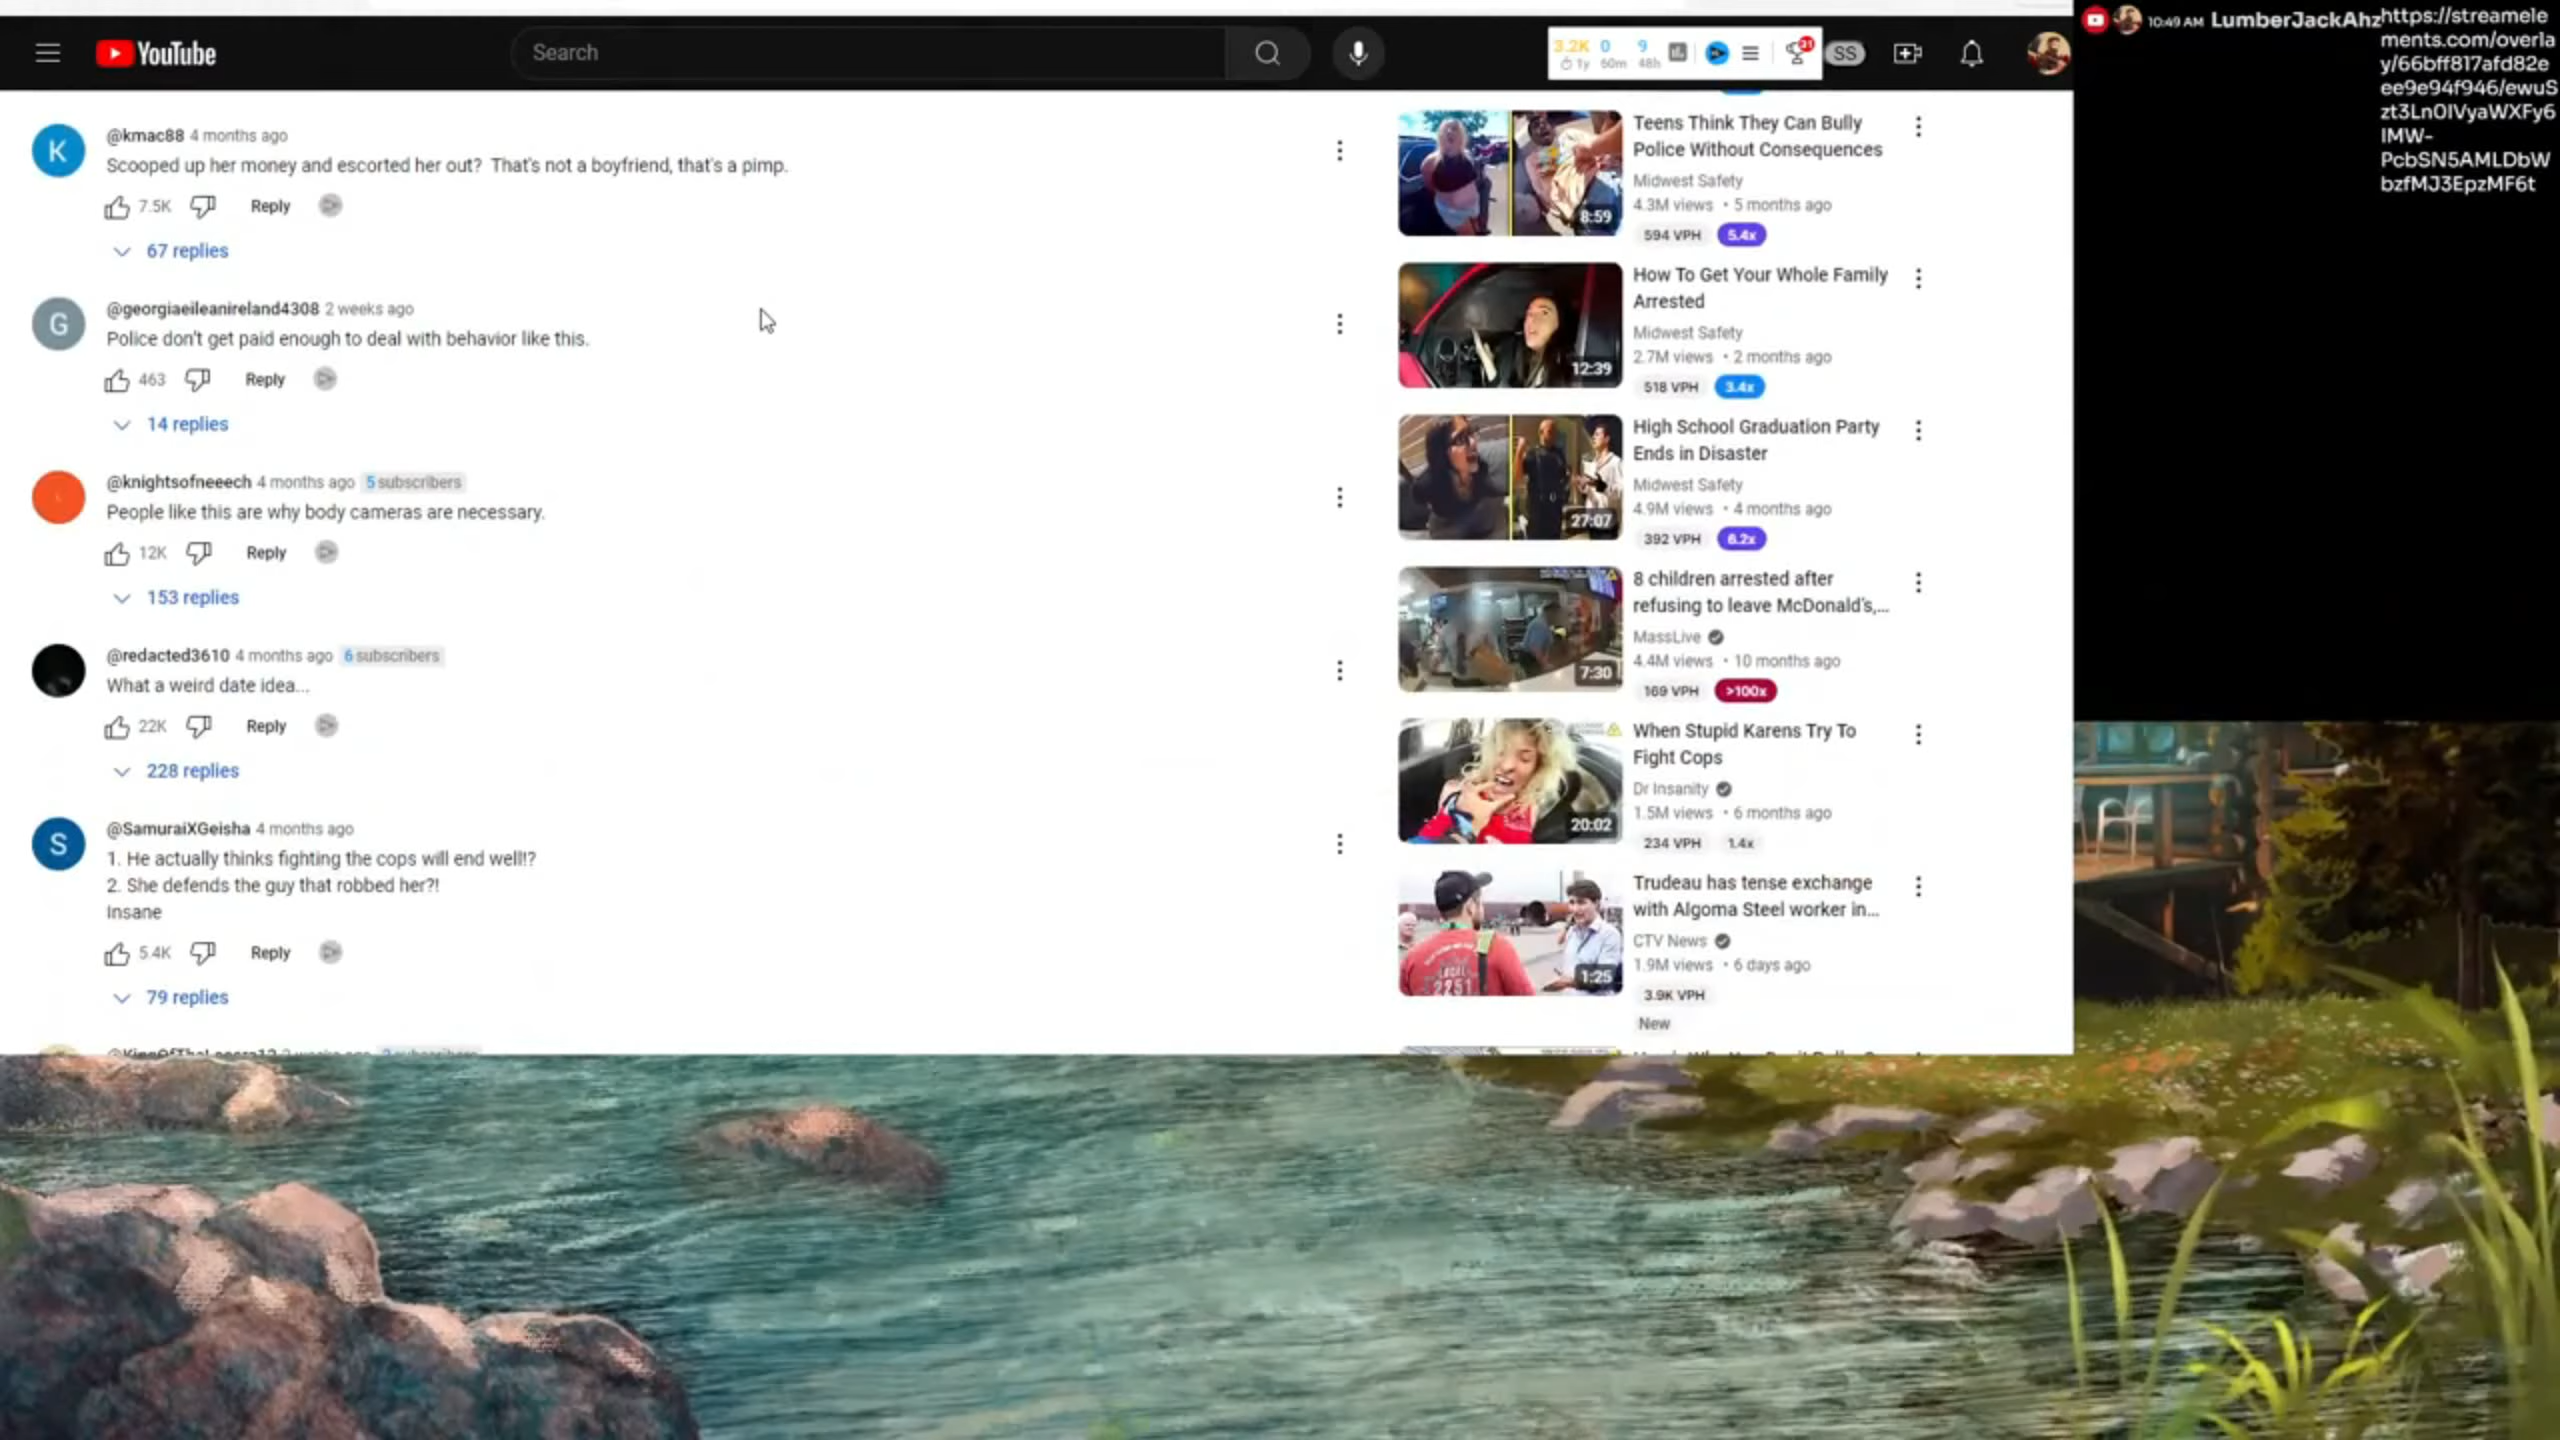 YouTube
Search
3.2K 0 9
1y 60m 48h
31
SS
10:49 AM LumberJackAhz
https://streamele
ments.com/overla
y/66bff817afd82e
ee9e94f946/ewuS
zt3Ln0IVyaWXFy6
IMW-
PcbSN5AMLDbW
bzfMJ3EpzMF6t
K
@kmac88 4 months ago
Scooped up her money and escorted her out? That's not a boyfriend, that's a pimp.
7.5K Reply
67 replies
G
@georgiaeileanireland4308 2 weeks ago
Police don't get paid enough to deal with behavior like this.
463 Reply
14 replies
@knightsofneeech 4 months ago 5 subscribers
People like this are why body cameras are necessary.
12K Reply
153 replies
@redacted3610 4 months ago 6 subscribers
What a weird date idea...
22K Reply
228 replies
S
@SamuraiXGeisha 4 months ago
1. He actually thinks fighting the cops will end well!?
2. She defends the guy that robbed her?!
Insane
5.4K Reply
79 replies
Teens Think They Can Bully
Police Without Consequences
Midwest Safety
4.3M views • 5 months ago
8:59
594 VPH 5.4x
How To Get Your Whole Family
Arrested
Midwest Safety
2.7M views • 2 months ago
12:39
518 VPH 3.4x
High School Graduation Party
Ends in Disaster
Midwest Safety
4.9M views • 4 months ago
27:07
392 VPH 6.2x
8 children arrested after
refusing to leave McDonald's,...
MassLive
4.4M views • 10 months ago
7:30
169 VPH >100x
When Stupid Karens Try To
Fight Cops
Dr Insanity
1.5M views • 6 months ago
20:02
234 VPH 1.4x
Trudeau has tense exchange
with Algoma Steel worker in...
CTV News
1.9M views • 6 days ago
LOCAL
2251
1:25
3.9K VPH
New